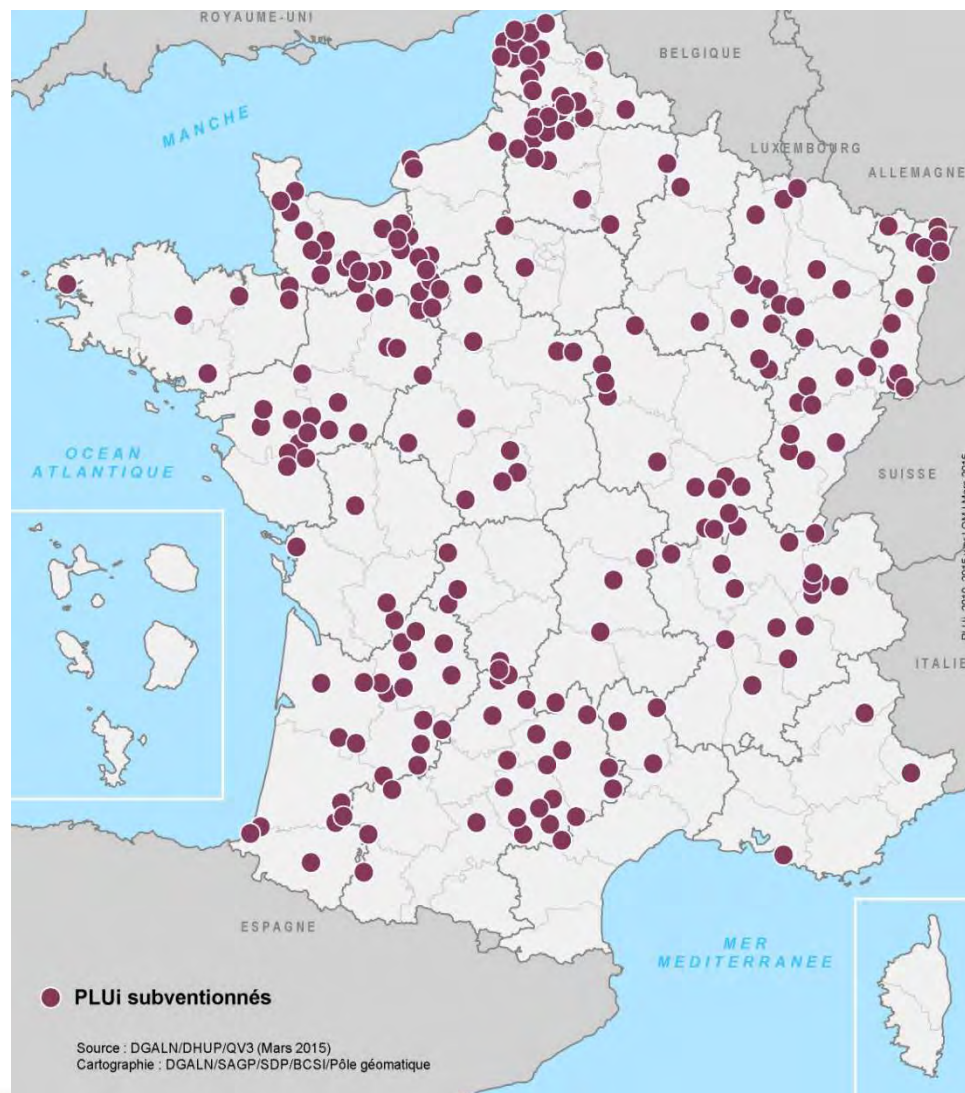 ROYAUME-UNI
BELGIQUE
MANCHE
LUXEMBOURG
ALLEMAGNE
OCEAN
ATLANTIQUE
SUISSE
ITALIE
ESPAGNE
MER
MEDITERRANEE
PLUi subventionnés
Source : DGALN/DHUP/QV3 (Mars 2015)
Cartographie : DGALN/SAGP/SDP/BCSI/Pôle géomatique